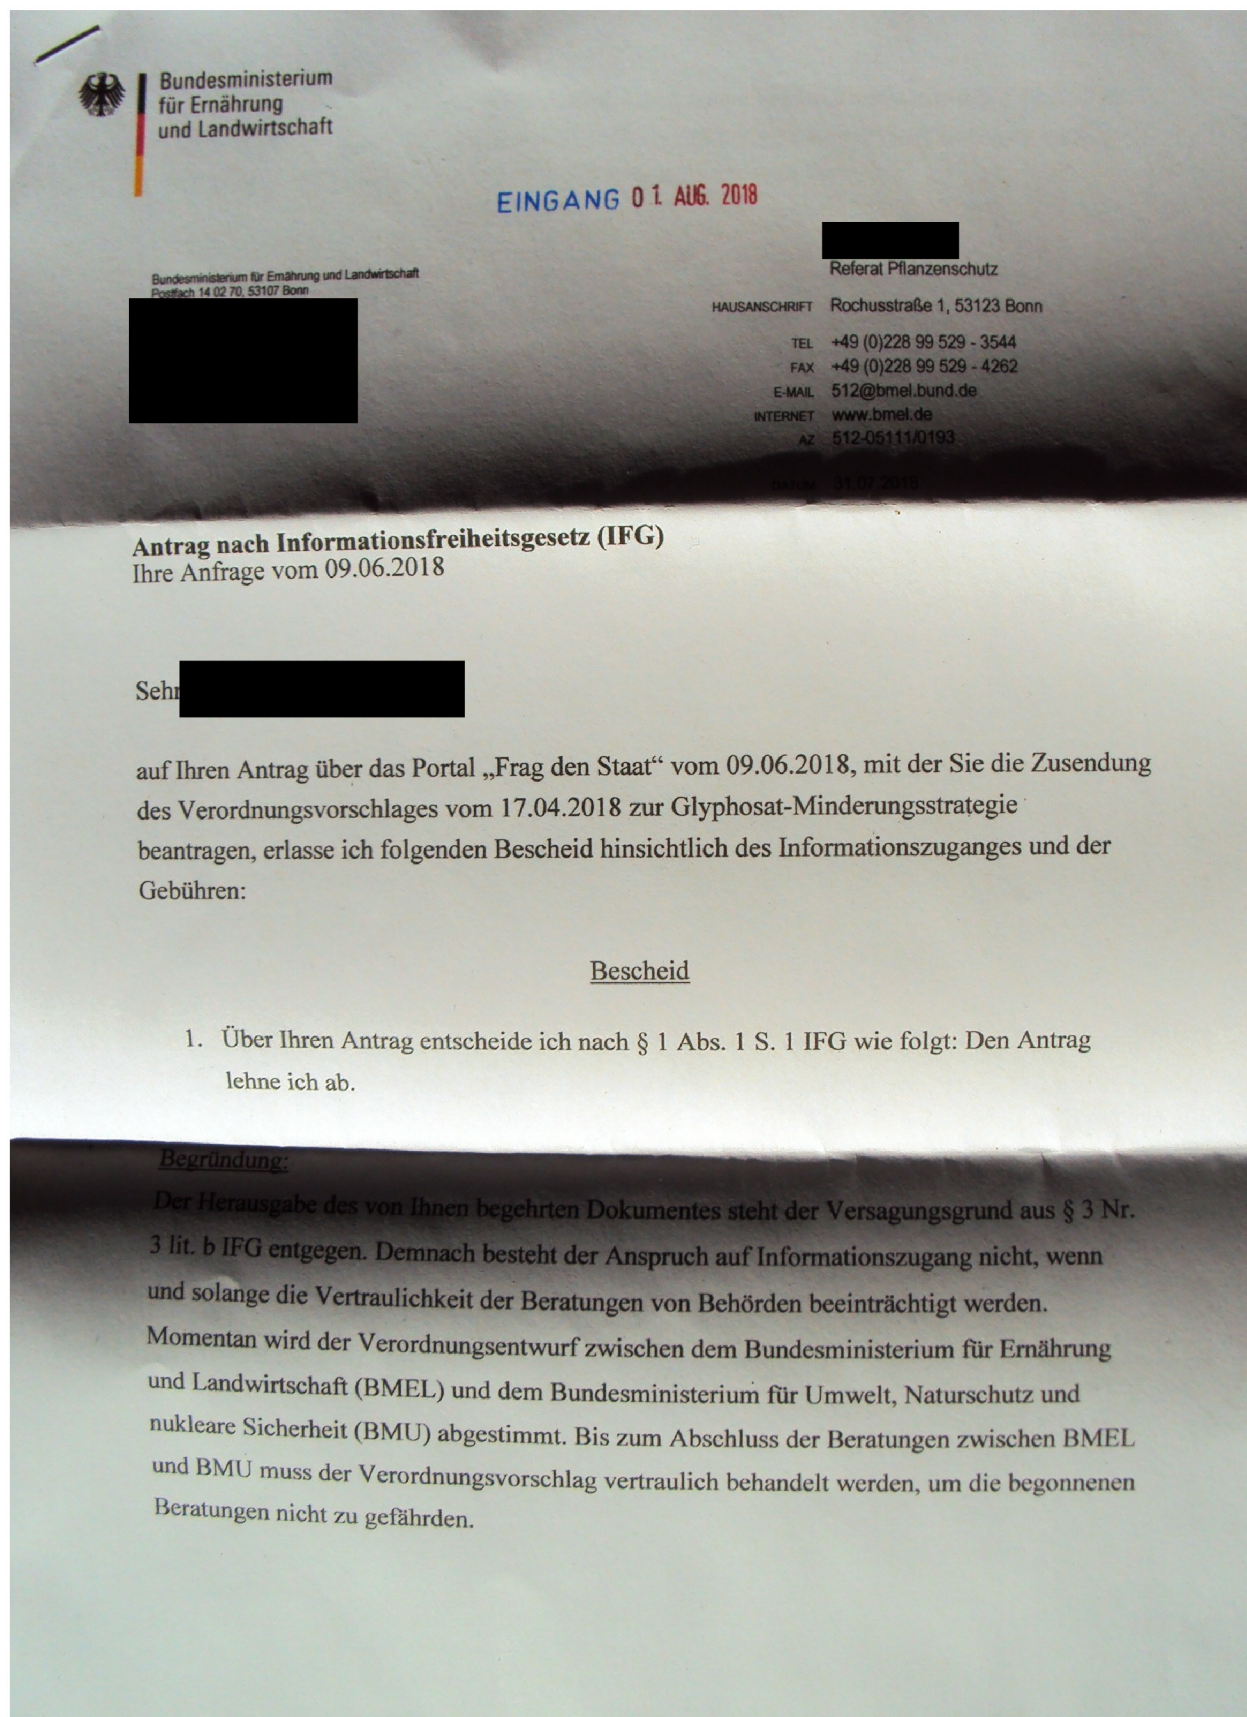 Bundesministerium
für Ernährung
und Landwirtschaft
EINGANG 01. AUG. 2018
Bundesministerium für Ernährung und Landwirtschaft
Postfach 14 02 70, 53107 Bonn
Referat Pflanzenschutz
HAUSANSCHRIFT Rochusstraße 1, 53123 Bonn
TEL +49 (0)228 99 529 - 3544
FAX +49 (0)228 99 529 - 4262
E-MAIL 512@bmel.bund.de
INTERNET www.bmel.de
AZ 512-05111/0193
DATUM 31.07.2018
Antrag nach Informationsfreiheitsgesetz (IFG)
Ihre Anfrage vom 09.06.2018
Sehr
auf Ihren Antrag über das Portal „Frag den Staat“ vom 09.06.2018, mit der Sie die Zusendung
des Verordnungsvorschlages vom 17.04.2018 zur Glyphosat-Minderungsstrategie
beantragen, erlasse ich folgenden Bescheid hinsichtlich des Informationszuganges und der
Gebühren:
Bescheid
1. Über Ihren Antrag entscheide ich nach § 1 Abs. 1 S. 1 IFG wie folgt: Den Antrag
lehne ich ab.
Begründung:
Der Herausgabe des von Ihnen begehrten Dokumentes steht der Versagungsgrund aus § 3 Nr.
3 lit. b IFG entgegen. Demnach besteht der Anspruch auf Informationszugang nicht, wenn
und solange die Vertraulichkeit der Beratungen von Behörden beeinträchtigt werden.
Momentan wird der Verordnungsentwurf zwischen dem Bundesministerium für Ernährung
und Landwirtschaft (BMEL) und dem Bundesministerium für Umwelt, Naturschutz und
nukleare Sicherheit (BMU) abgestimmt. Bis zum Abschluss der Beratungen zwischen BMEL
und BMU muss der Verordnungsvorschlag vertraulich behandelt werden, um die begonnenen
Beratungen nicht zu gefährden.